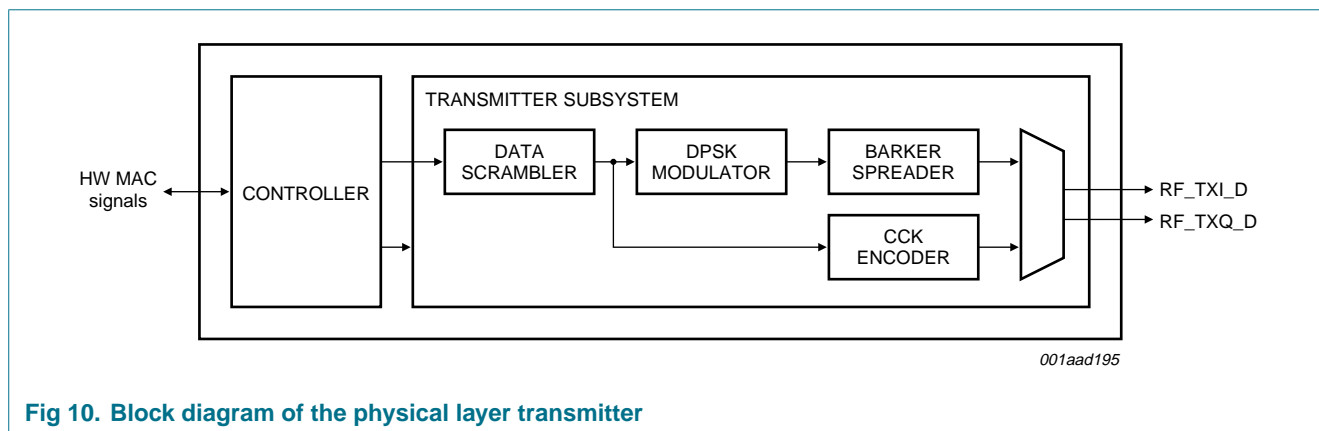 TRANSMITTER SUBSYSTEM
HW MAC
signals
CONTROLLER
DATA
SCRAMBLER
DPSK
MODULATOR
BARKER
SPREADER
CCK
ENCODER
RF_TXI_D
RF_TXQ_D
001aad195
Fig 10. Block diagram of the physical layer transmitter